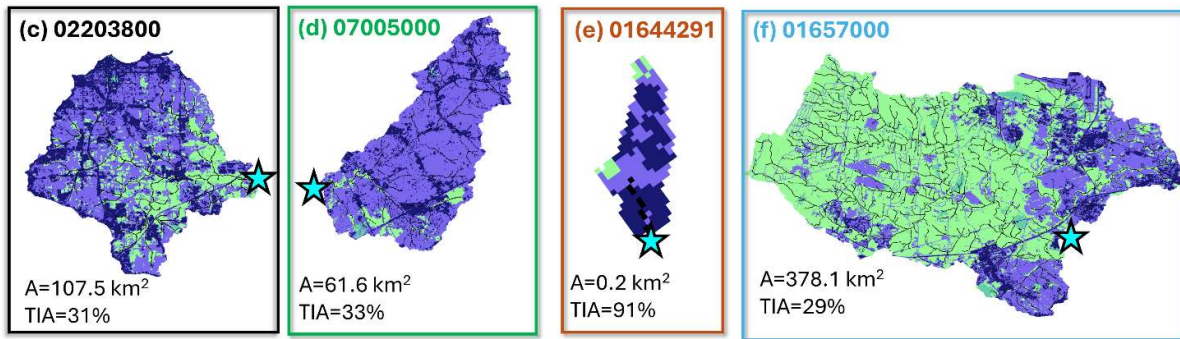 (c) 02203800
A=107.5 km²
TIA=31%
(d) 07005000
A=61.6 km²
TIA=33%
(e) 01644291
A=0.2 km²
TIA=91%
(f) 01657000
A=378.1 km²
TIA=29%